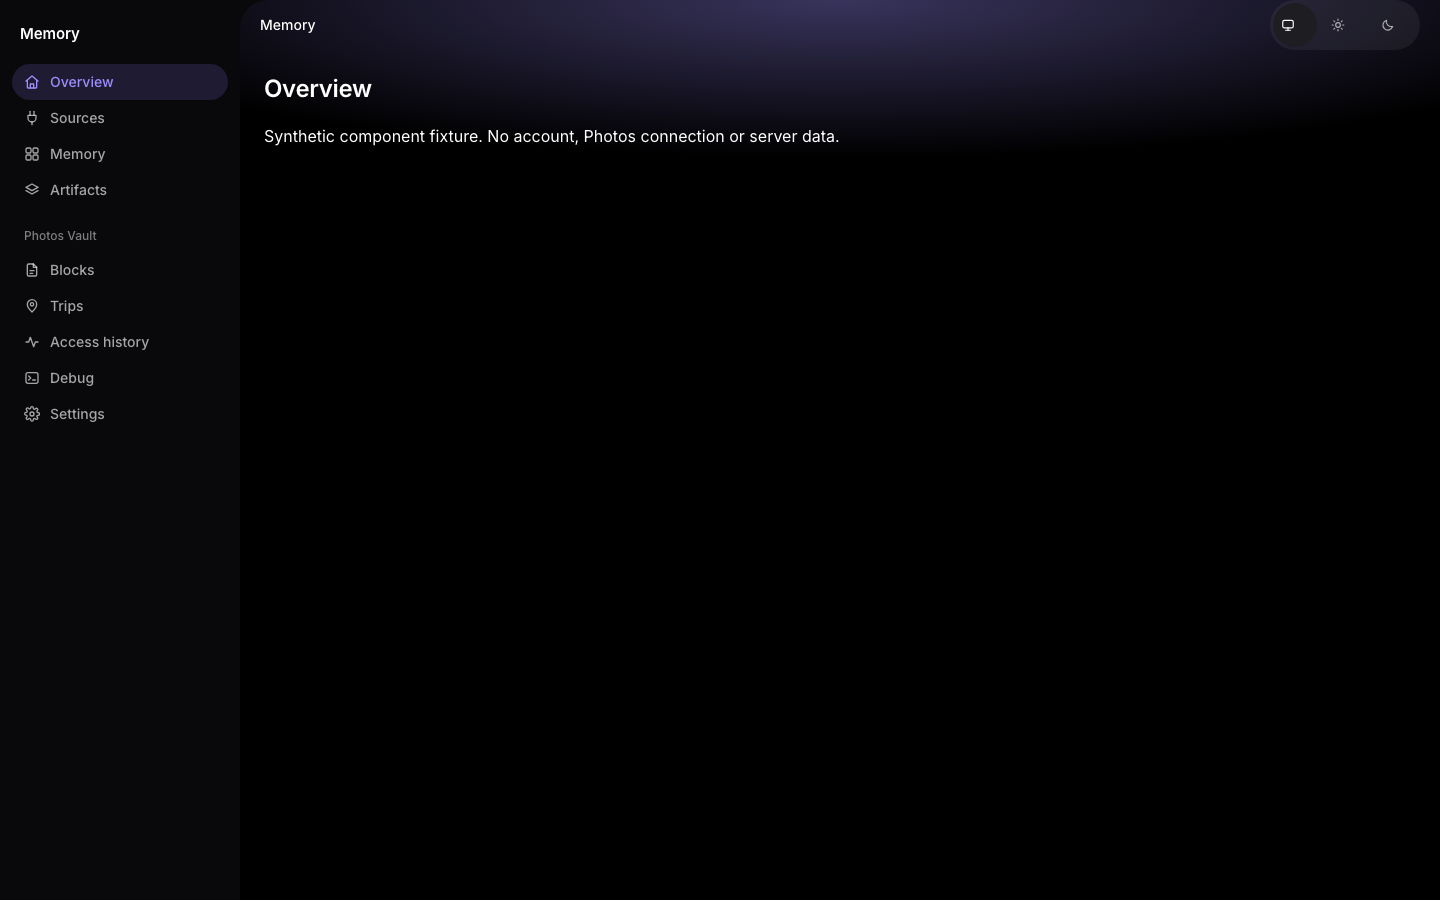 Memory
Overview
Sources
Memory
Artifacts
Photos Vault
Blocks
Trips
Access history
Debug
Settings
Memory
Overview
Synthetic component fixture. No account, Photos connection or server data.